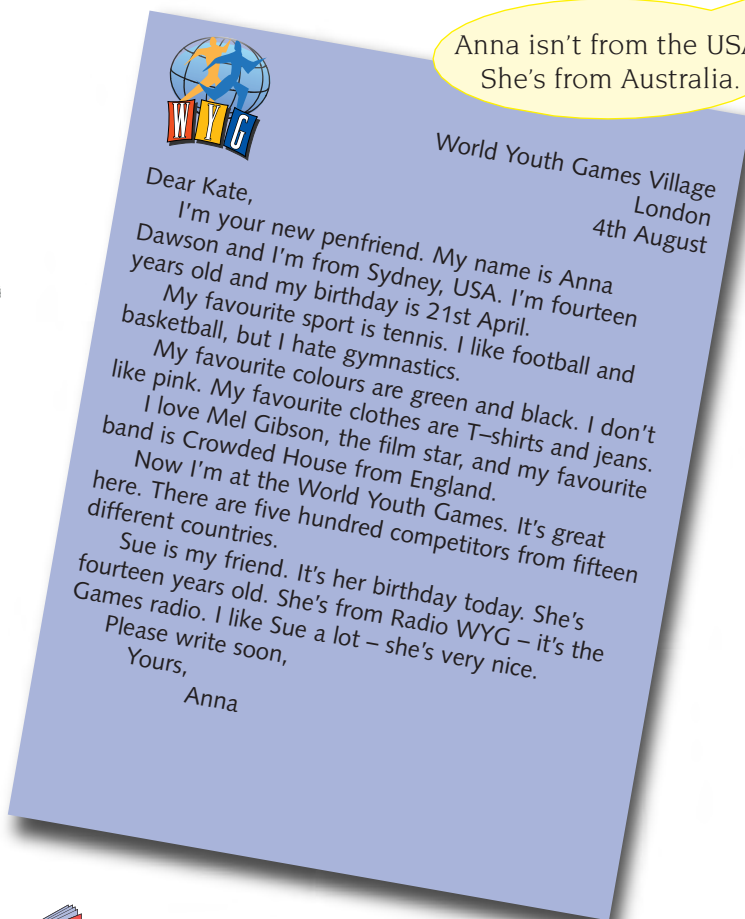 Anna isn't from the USA
She's from Australia.
WYG
World Youth Games Village
London
4th August
Dear Kate,
I'm your new penfriend. My name is Anna
Dawson and I'm from Sydney, USA. I'm fourteen
years old and my birthday is 21st April.
My favourite sport is tennis. I like football and
basketball, but I hate gymnastics.
My favourite colours are green and black. I don't
like pink. My favourite clothes are T–shirts and jeans.
I love Mel Gibson, the film star, and my favourite
band is Crowded House from England.
Now I'm at the World Youth Games. It's great
here. There are five hundred competitors from fifteen
different countries.
Sue is my friend. It's her birthday today. She's
fourteen years old. She's from Radio WYG – it's the
Games radio. I like Sue a lot – she's very nice.
Please write soon,
Yours,
Anna